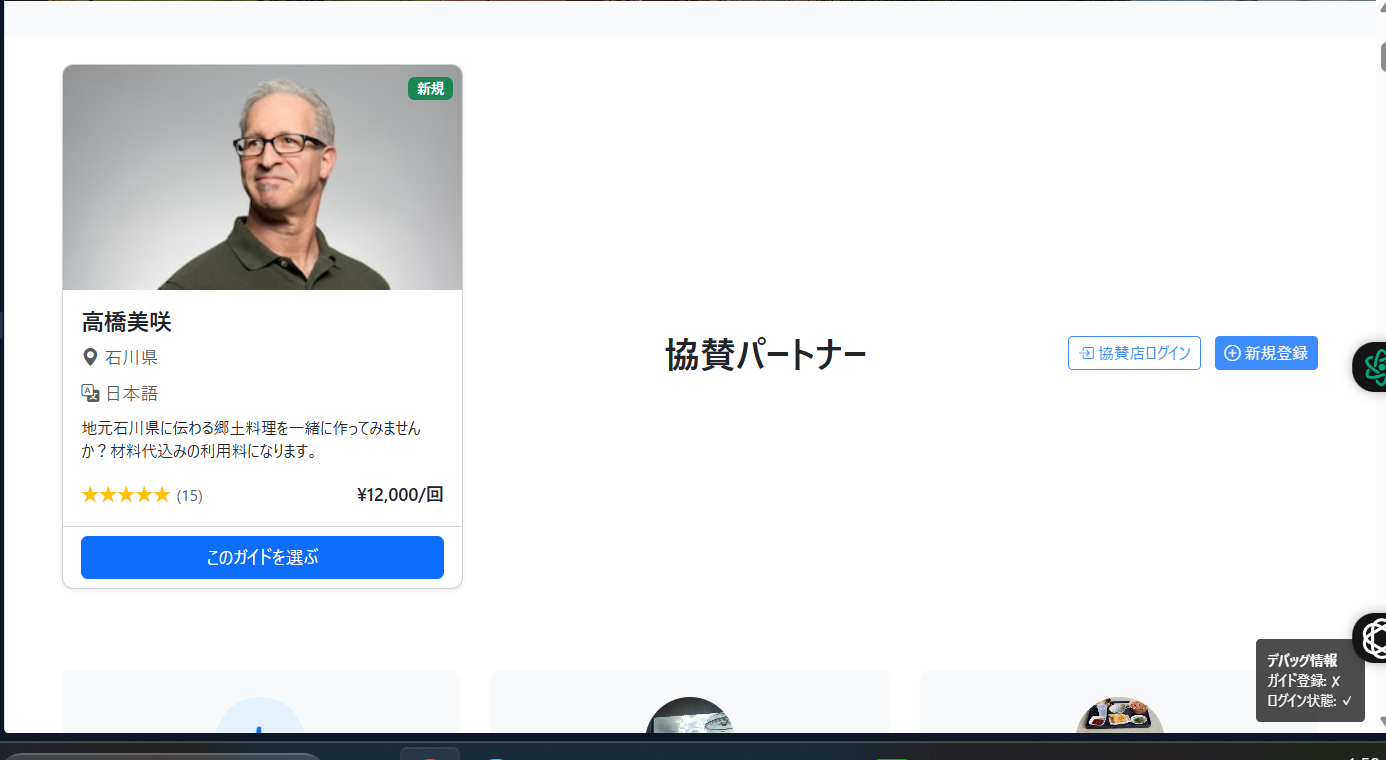 新規
高橋美咲
石川県
日本語
地元石川県に伝わる郷土料理を一緒に作ってみません
か？材料代込みの利用料になります。
★★★★★ (15)
¥12,000/回
このガイドを選ぶ
協賛パートナー
協賛店ログイン
新規登録
デバッグ情報
ガイド登録: ✗
ログイン状態: ✓